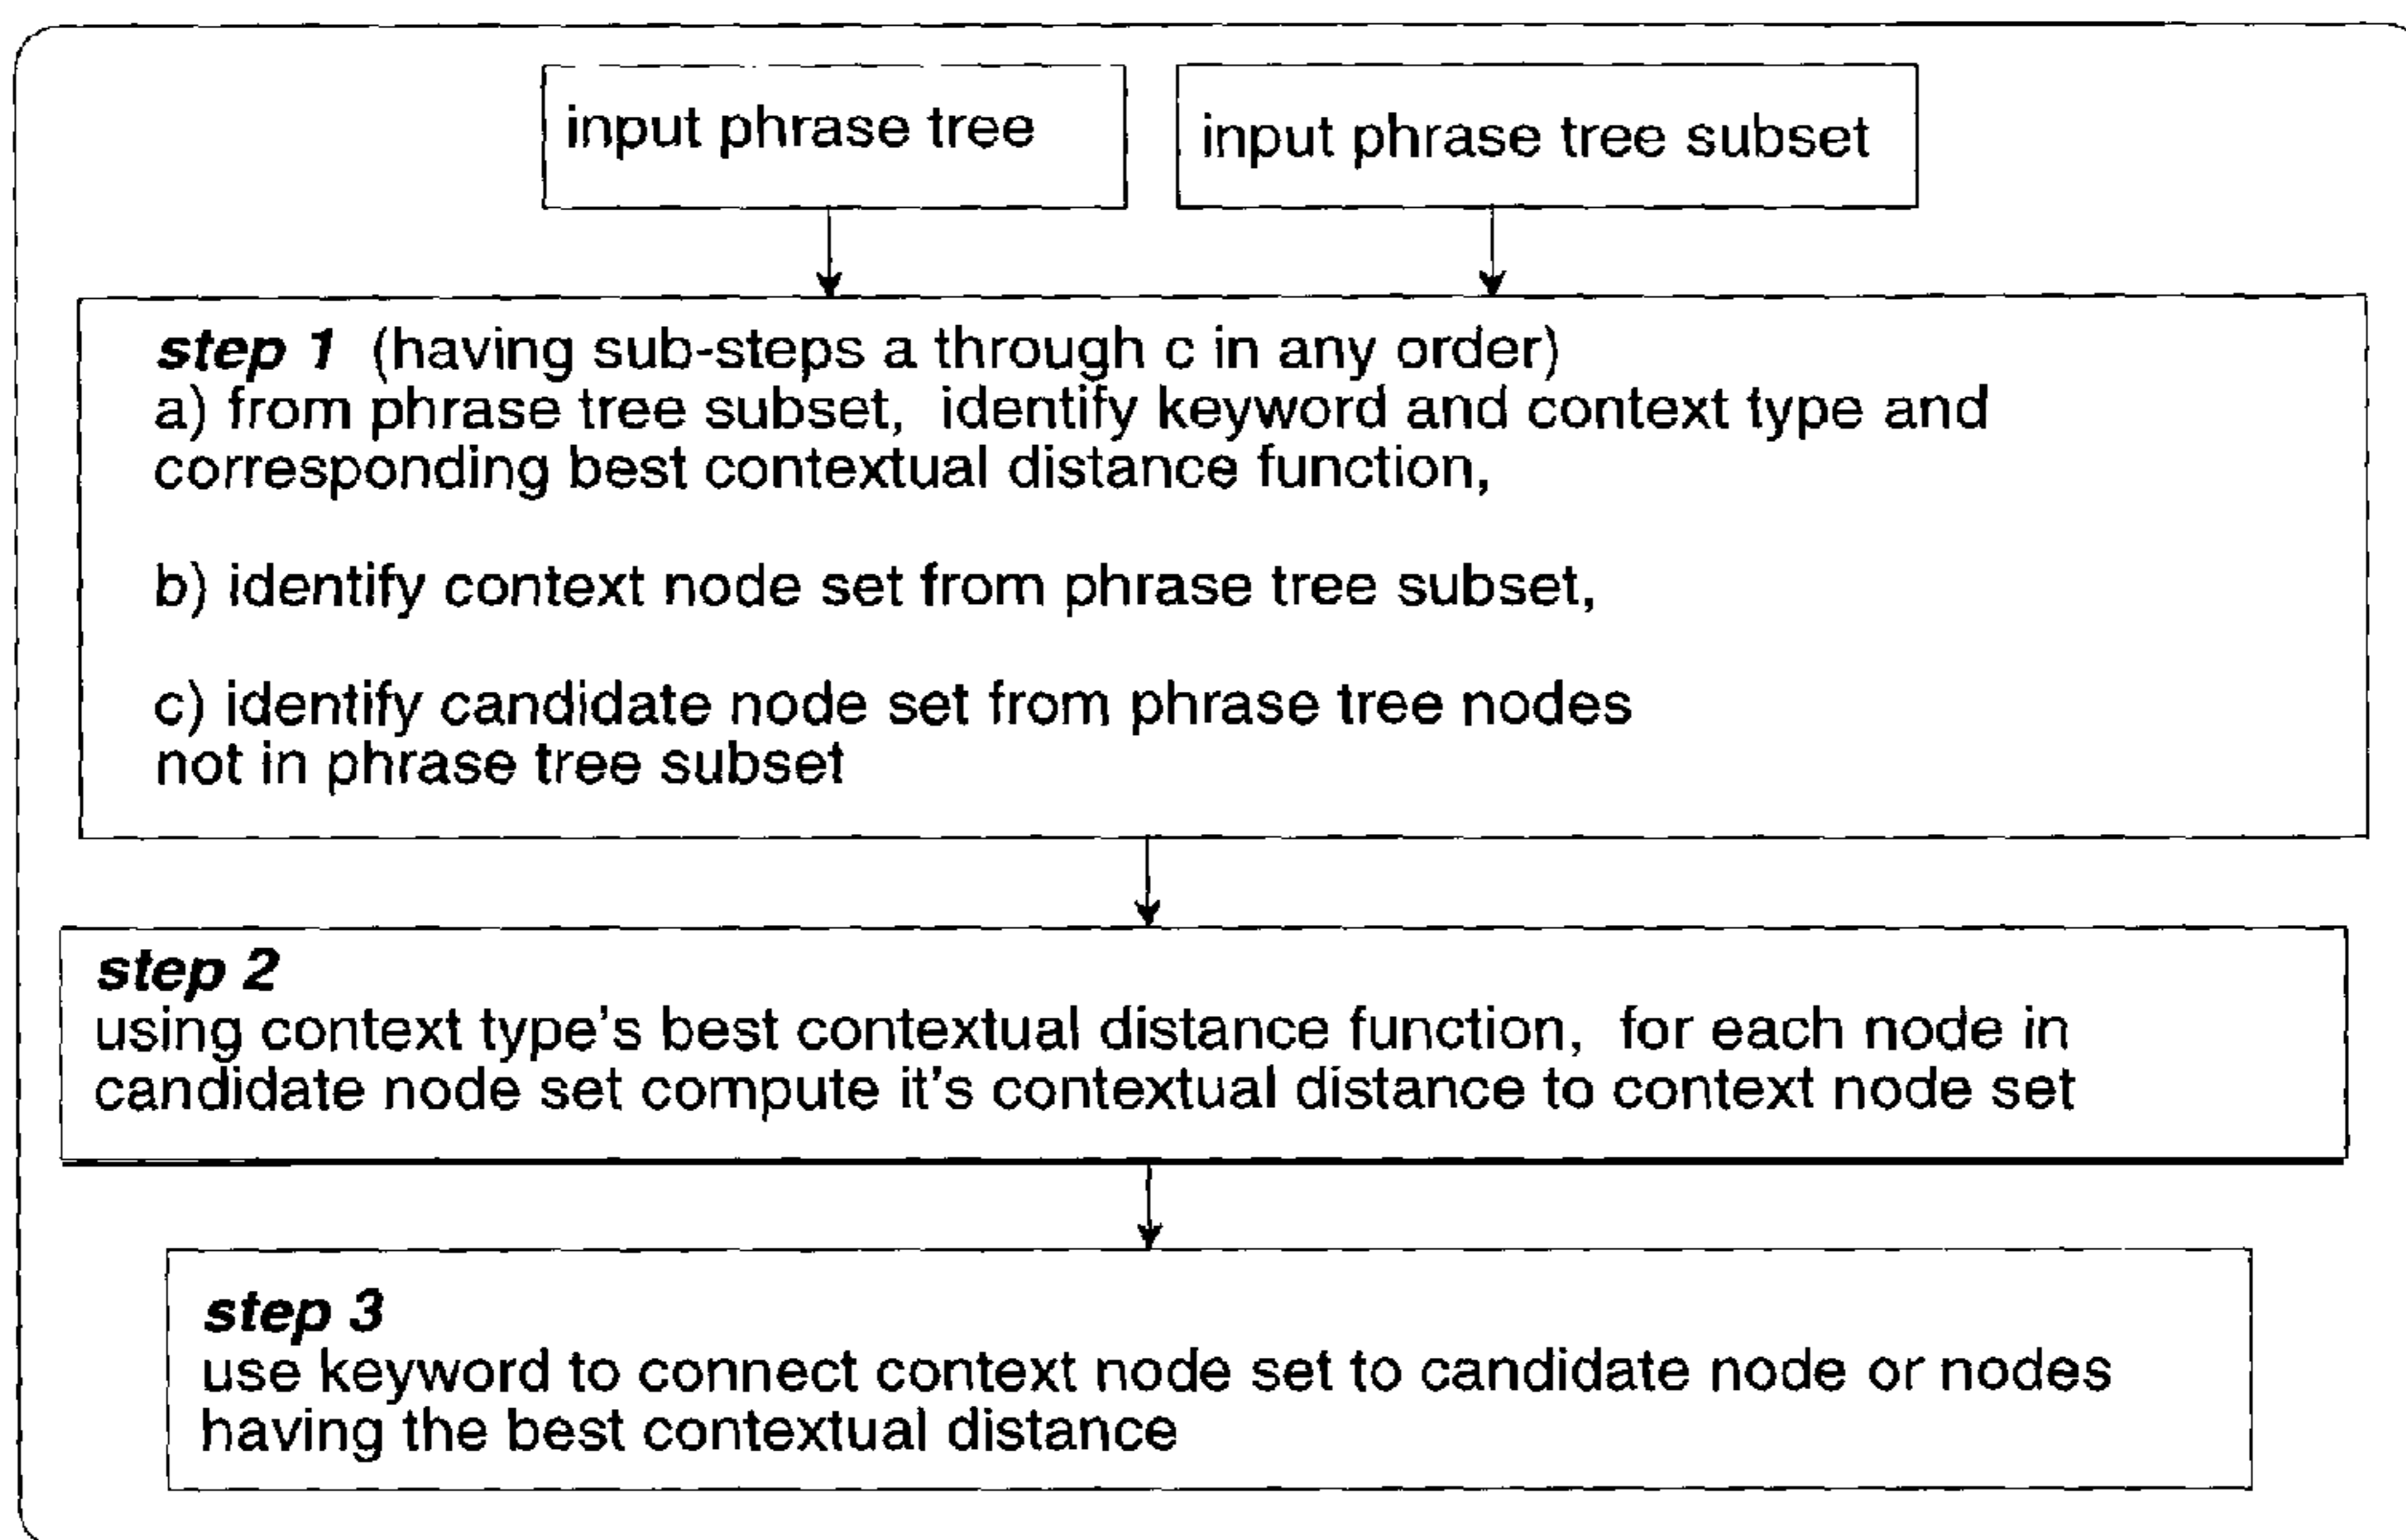 input phrase tree
input phrase tree subset
step 1 (having sub-steps a through c in any order)
a) from phrase tree subset, identify keyword and context type and
corresponding best contextual distance function,
b) identify context node set from phrase tree subset,
c) identify candidate node set from phrase tree nodes
not in phrase tree subset
step 2
using context type's best contextual distance function, for each node in
candidate node set compute it's contextual distance to context node set
step 3
use keyword to connect context node set to candidate node or nodes
having the best contextual distance